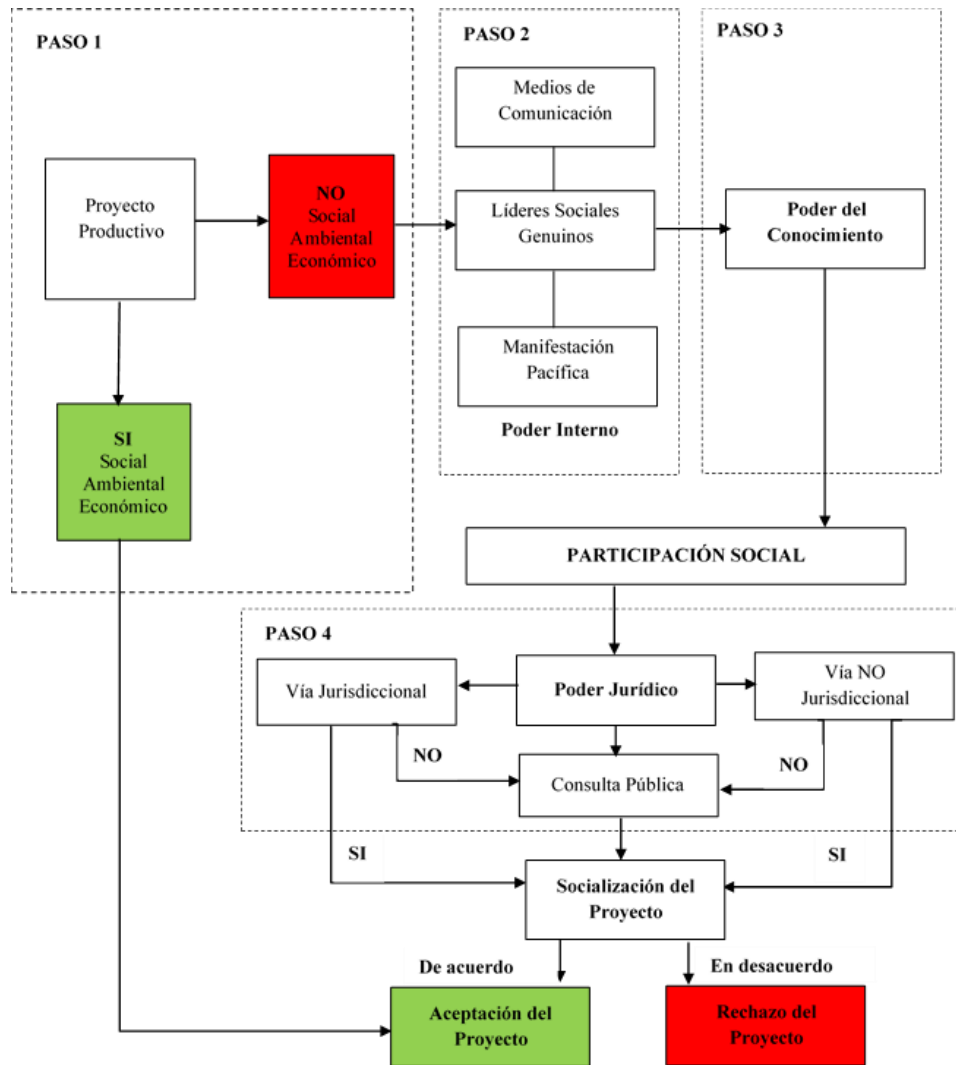 PASO 1
Proyecto
Productivo
NO
Social
Ambiental
Económico
SI
Social
Ambiental
Económico
PASO 2
Medios de
Comunicación
Líderes Sociales
Genuinos
Manifestación
Pacífica
Poder Interno
PASO 3
Poder del
Conocimiento
PARTICIPACIÓN SOCIAL
PASO 4
Vía Jurisdiccional
Poder Jurídico
Vía NO
Jurisdiccional
NO
Consulta Pública
NO
SI
SI
Socialización del
Proyecto
De acuerdo
En desacuerdo
Aceptación del
Proyecto
Rechazo del
Proyecto